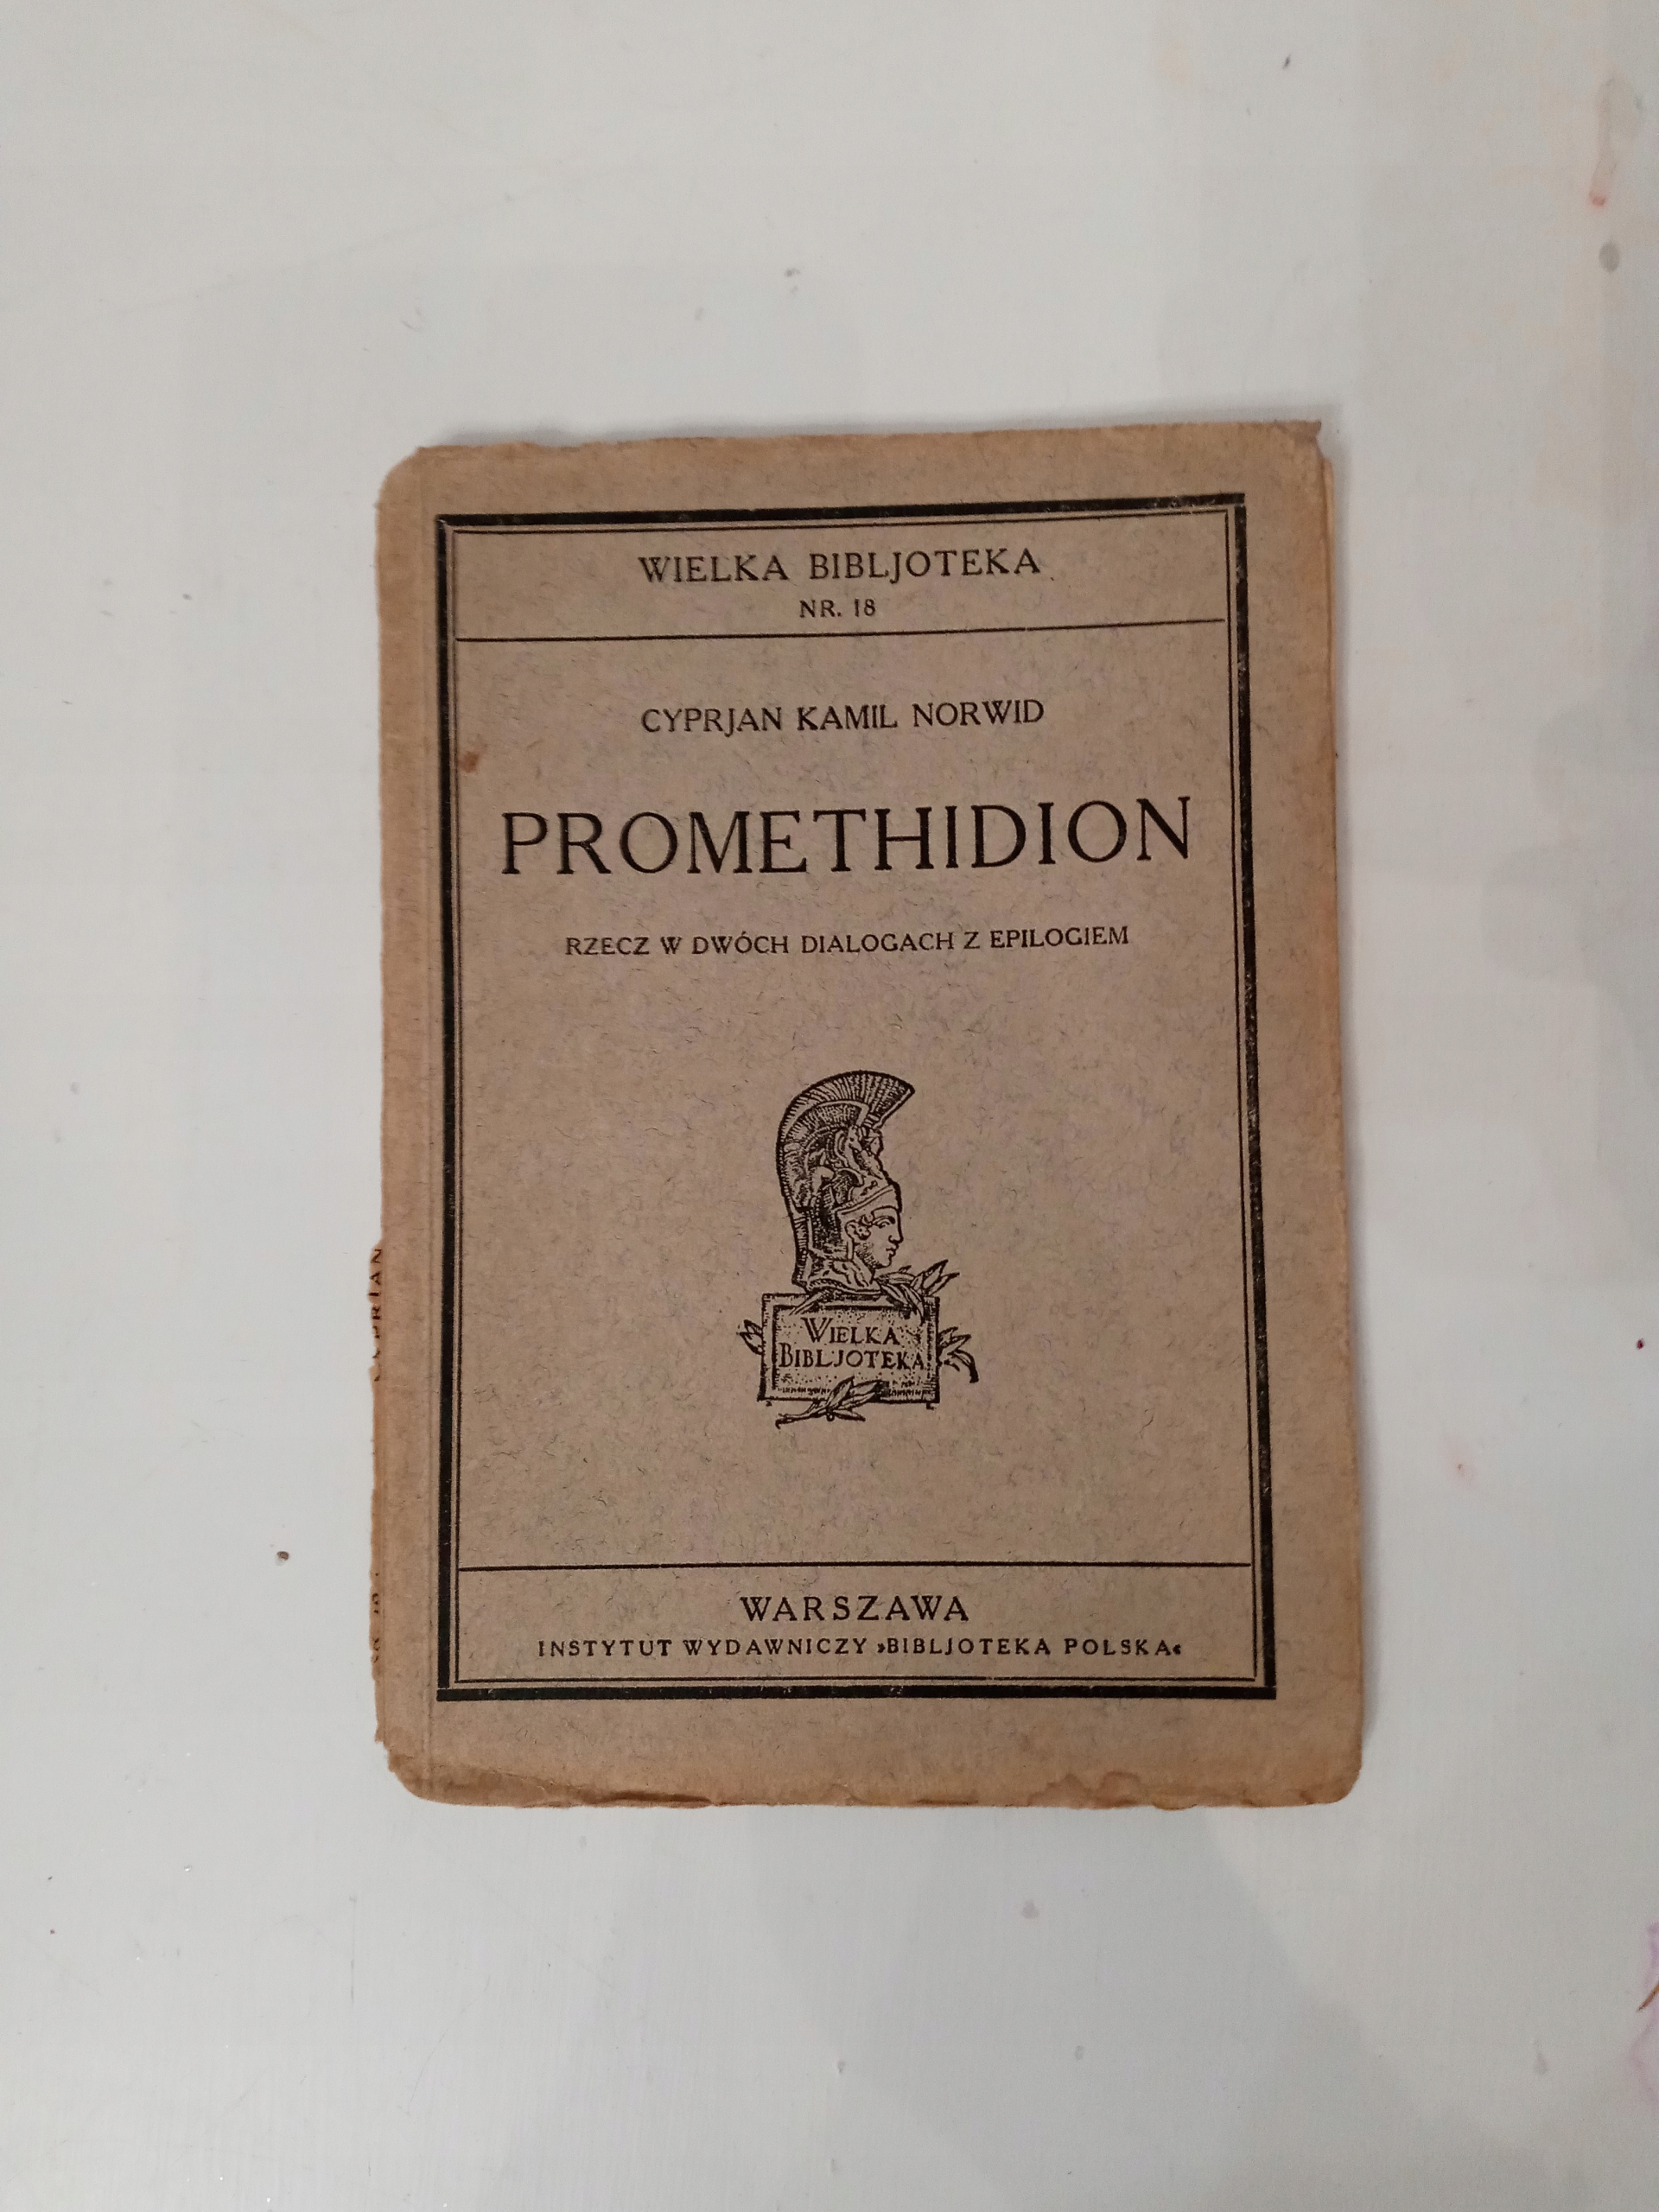 WIELKA BIBLJOTEKA
NR. 18
CYPRJAN KAMIL NORWID
PROMETHIDION
RZECZ W DWÓCH DIALOGACH Z EPILOGIEM
WIELKA
BIBLJOTEKA
WARSZAWA
INSTYTUT WYDAWNICZY »BIBLJOTEKA POLSKA«